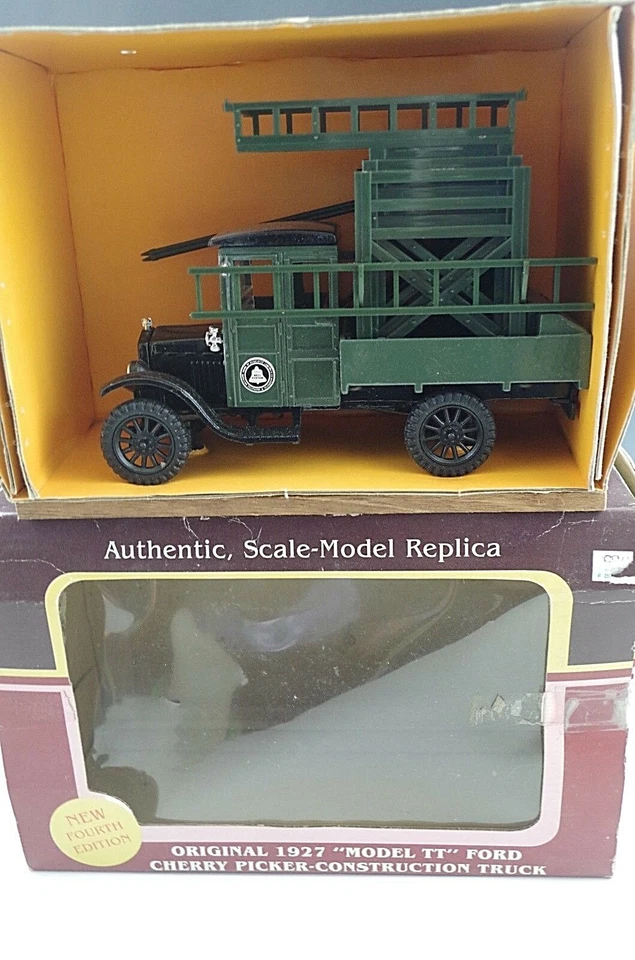 Authentic, Scale-Model Replica
NEW
FOURTH
EDITION
ORIGINAL 1927 "MODEL TT" FORD
CHERRY PICKER-CONSTRUCTION TRUCK